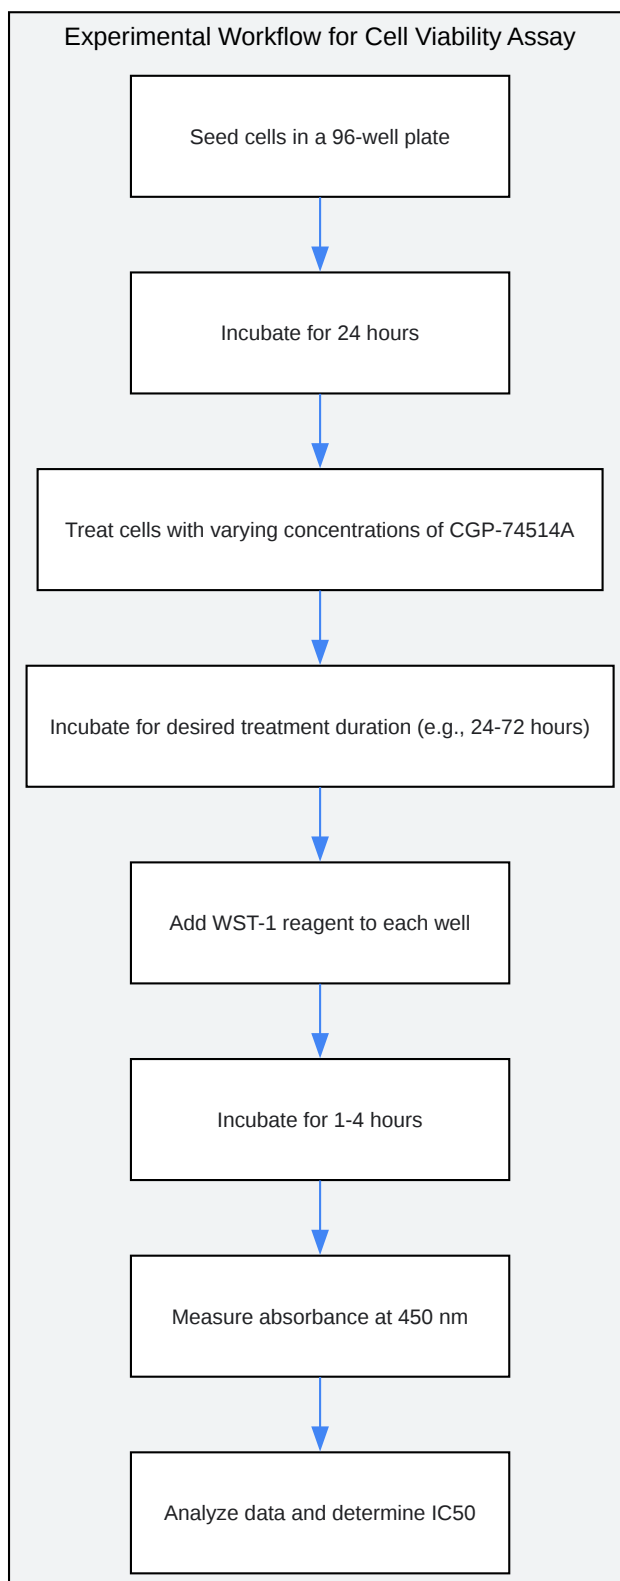 Experimental Workflow for Cell Viability Assay
Seed cells in a 96-well plate
Incubate for 24 hours
Treat cells with varying concentrations of CGP-74514A
Incubate for desired treatment duration (e.g., 24-72 hours)
Add WST-1 reagent to each well
Incubate for 1-4 hours
Measure absorbance at 450 nm
Analyze data and determine IC50